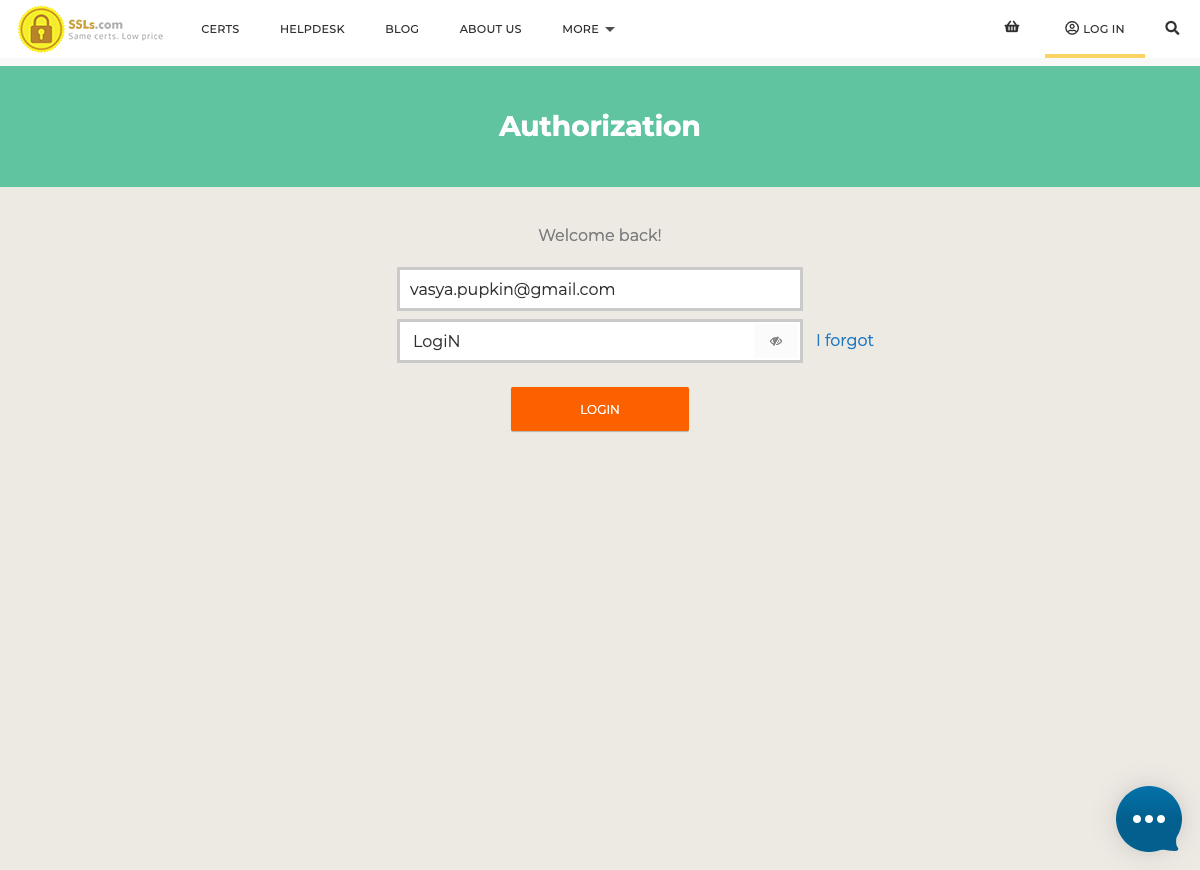 SSLs.com
Same certs. Low price
CERTS
HELPDESK
BLOG
ABOUT US
MORE
LOG IN
Authorization
Welcome back!
vasya.pupkin@gmail.com
LogiN
I forgot
LOGIN